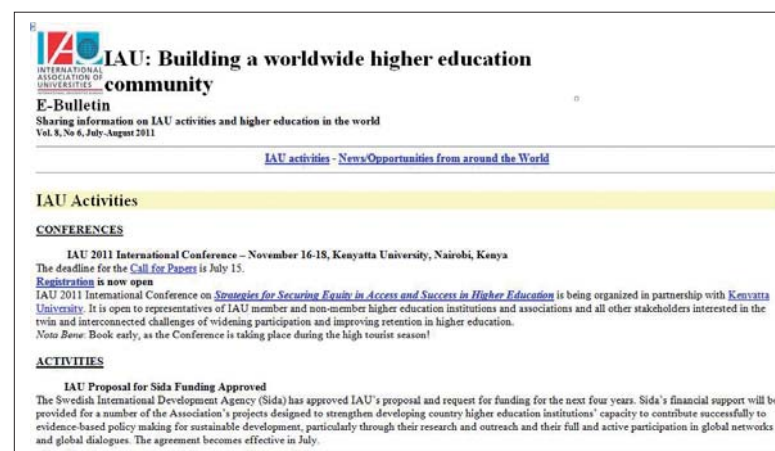 INTERNATIONAL
ASSOCIATION OF
UNIVERSITIES
IAU: Building a worldwide higher education
community
E-Bulletin
Sharing information on IAU activities and higher education in the world
Vol. 8, No 6, July-August 2011
IAU activities - News/Opportunities from around the World
IAU Activities
CONFERENCES
IAU 2011 International Conference – November 16-18, Kenyatta University, Nairobi, Kenya
The deadline for the Call for Papers is July 15.
Registration is now open
IAU 2011 International Conference on Strategies for Securing Equity in Access and Success in Higher Education is being organized in partnership with Kenyatta
University. It is open to representatives of IAU member and non-member higher education institutions and associations and all other stakeholders interested in the
twin and interconnected challenges of widening participation and improving retention in higher education.
Nota Bene: Book early, as the Conference is taking place during the high tourist season!
ACTIVITIES
IAU Proposal for Sida Funding Approved
The Swedish International Development Agency (Sida) has approved IAU's proposal and request for funding for the next four years. Sida's financial support will be
provided for a number of the Association's projects designed to strengthen developing country higher education institutions' capacity to contribute successfully to
evidence-based policy making for sustainable development, particularly through their research and outreach and their full and active participation in global networks
and global dialogues. The agreement becomes effective in July.